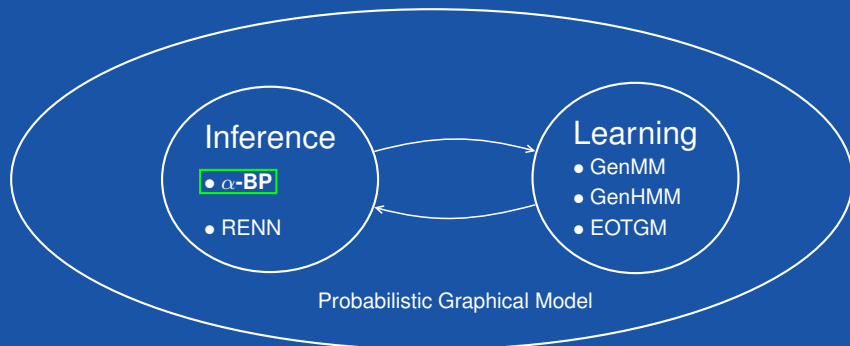 Inference
● α-BP
● RENN
Learning
● GenMM
● GenHMM
● EOTGM
Probabilistic Graphical Model